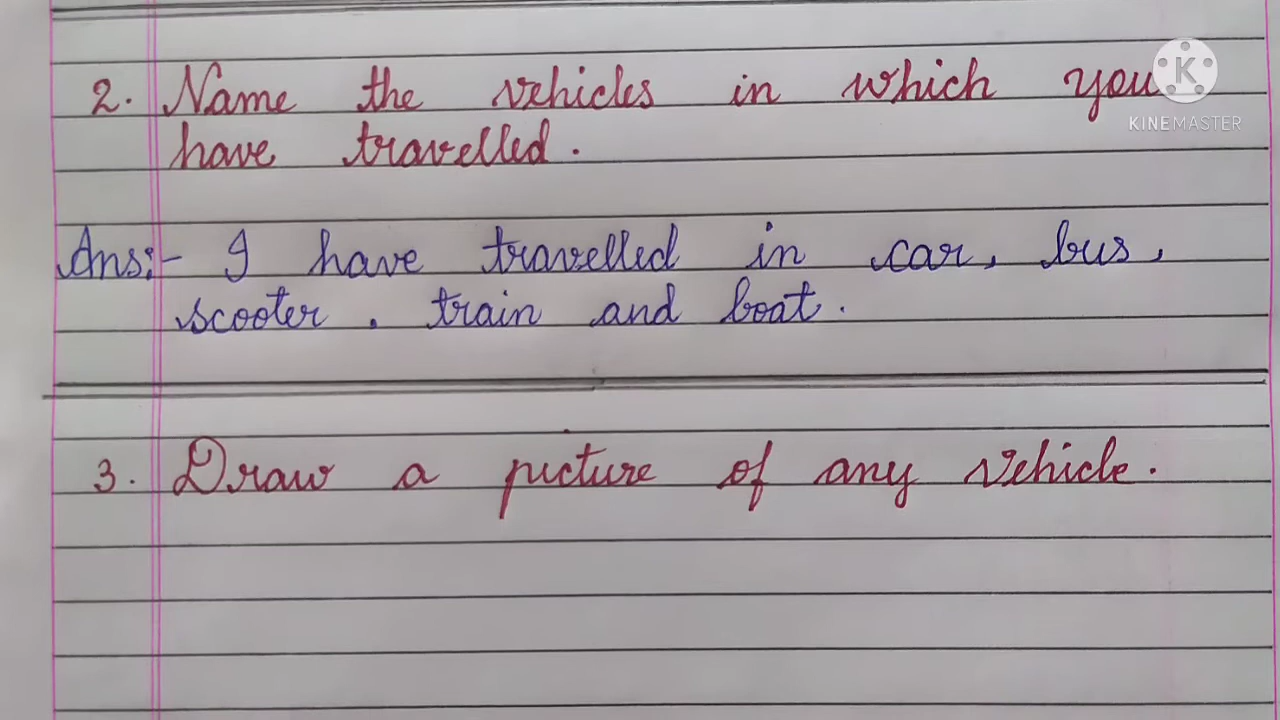 2. Name the vehicles in which you
have travelled.
Ans:- I have travelled in car, bus,
scooter, train and boat.
3. Draw a picture of any vehicle.
K
KINEMASTER